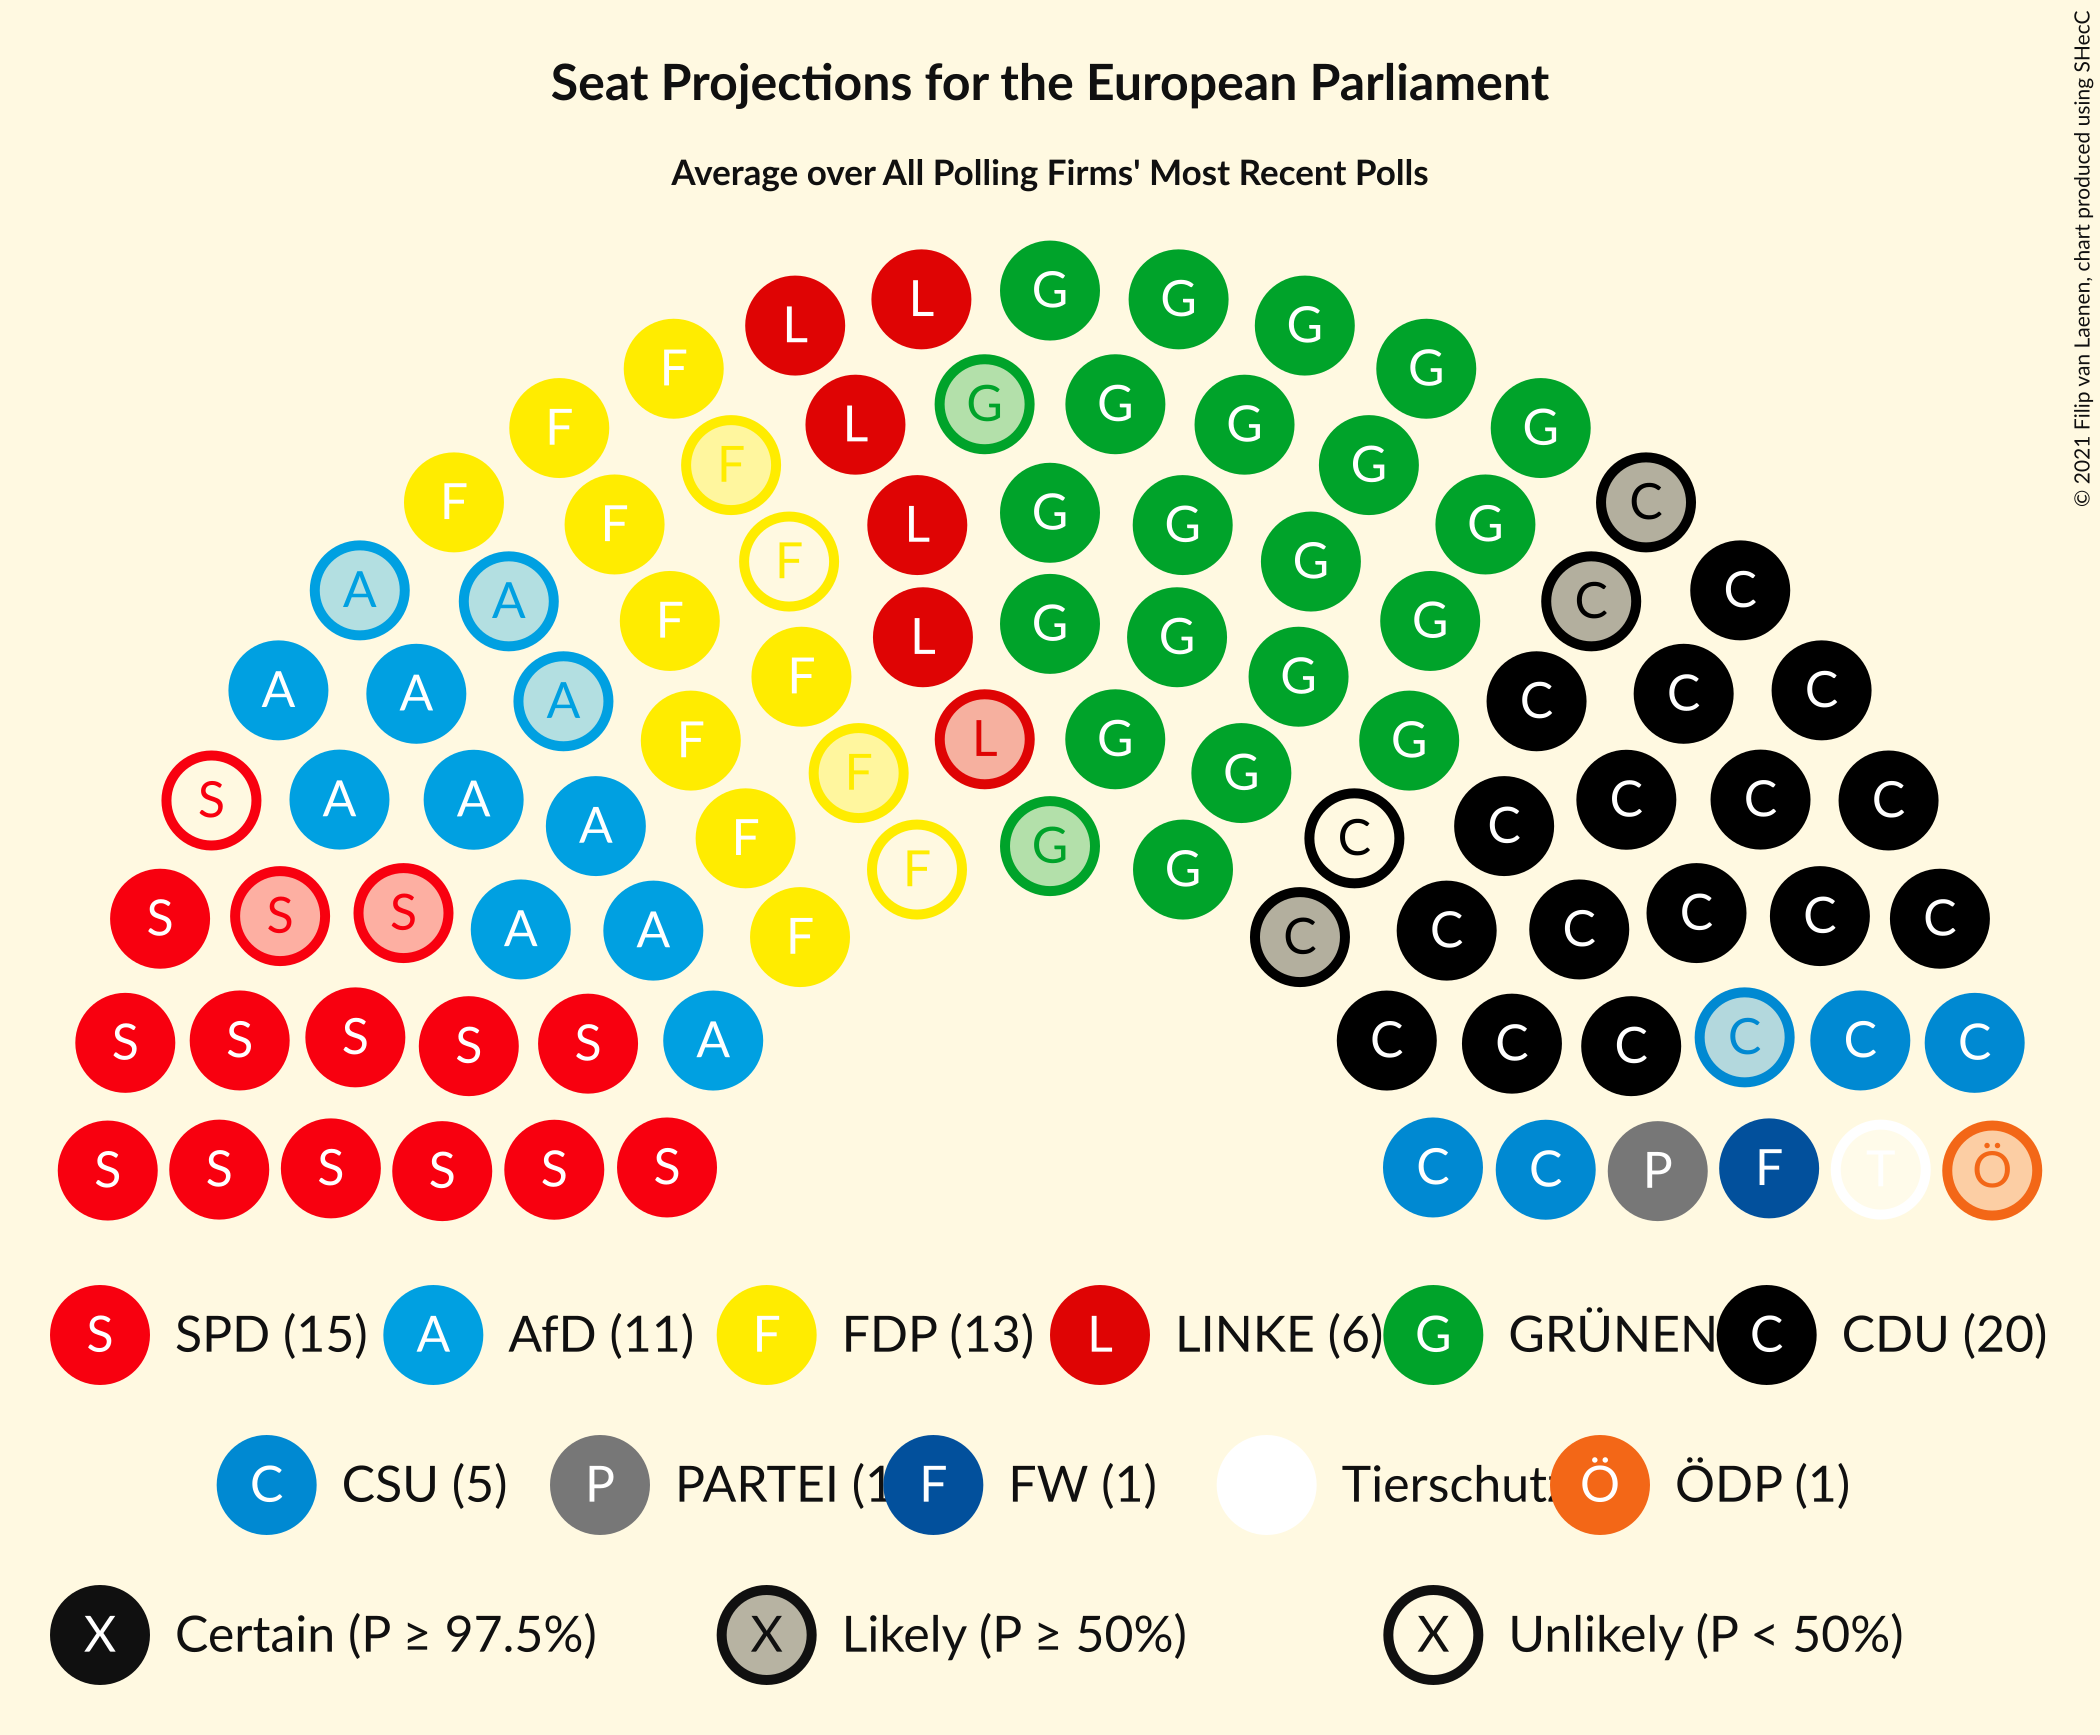 Seat Projections for the European Parliament
Average over All Polling Firms' Most Recent Polls
© 2021 Filip van Laenen, chart produced using SHecC
L L G G G
F L G G G G G
F F G C
F F L G G G
A A F F L G G G C C
A A A F F L G G G C C C
S A A A F F L G G G C C C C C
S S S A A F F G G C C C C C C C
S S S S S A C C C C C C
S S S S S S C C P F T Ö
S SPD (15) A AfD (11) F FDP (13) L LINKE (6) G GRÜNEN C CDU (20)
C CSU (5) P PARTEI (1 F FW (1) Tierschutz Ö ÖDP (1)
X Certain (P ≥ 97.5%) X Likely (P ≥ 50%) X Unlikely (P < 50%)